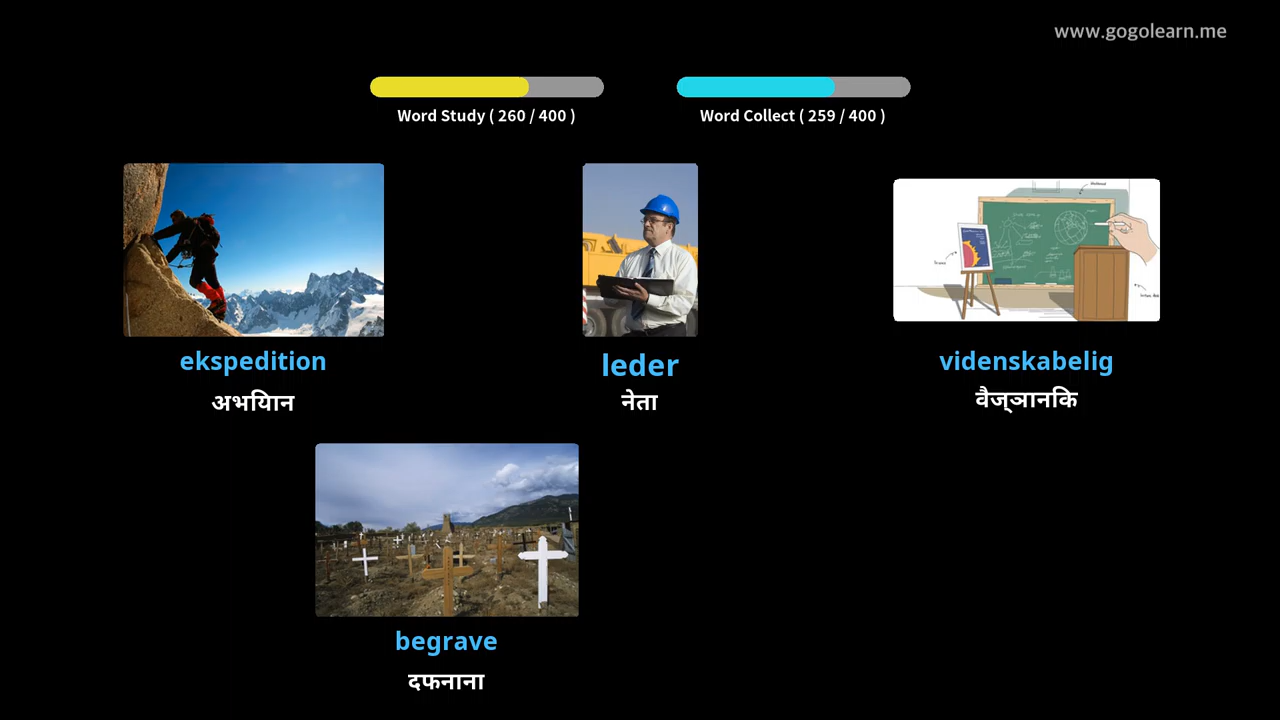 www.gogolearn.me
Word Study ( 260 / 400 )
Word Collect ( 259 / 400 )
ekspedition
अभियान
leder
नेता
videnskabelig
वैज्ञानिक
begrave
दफनाना